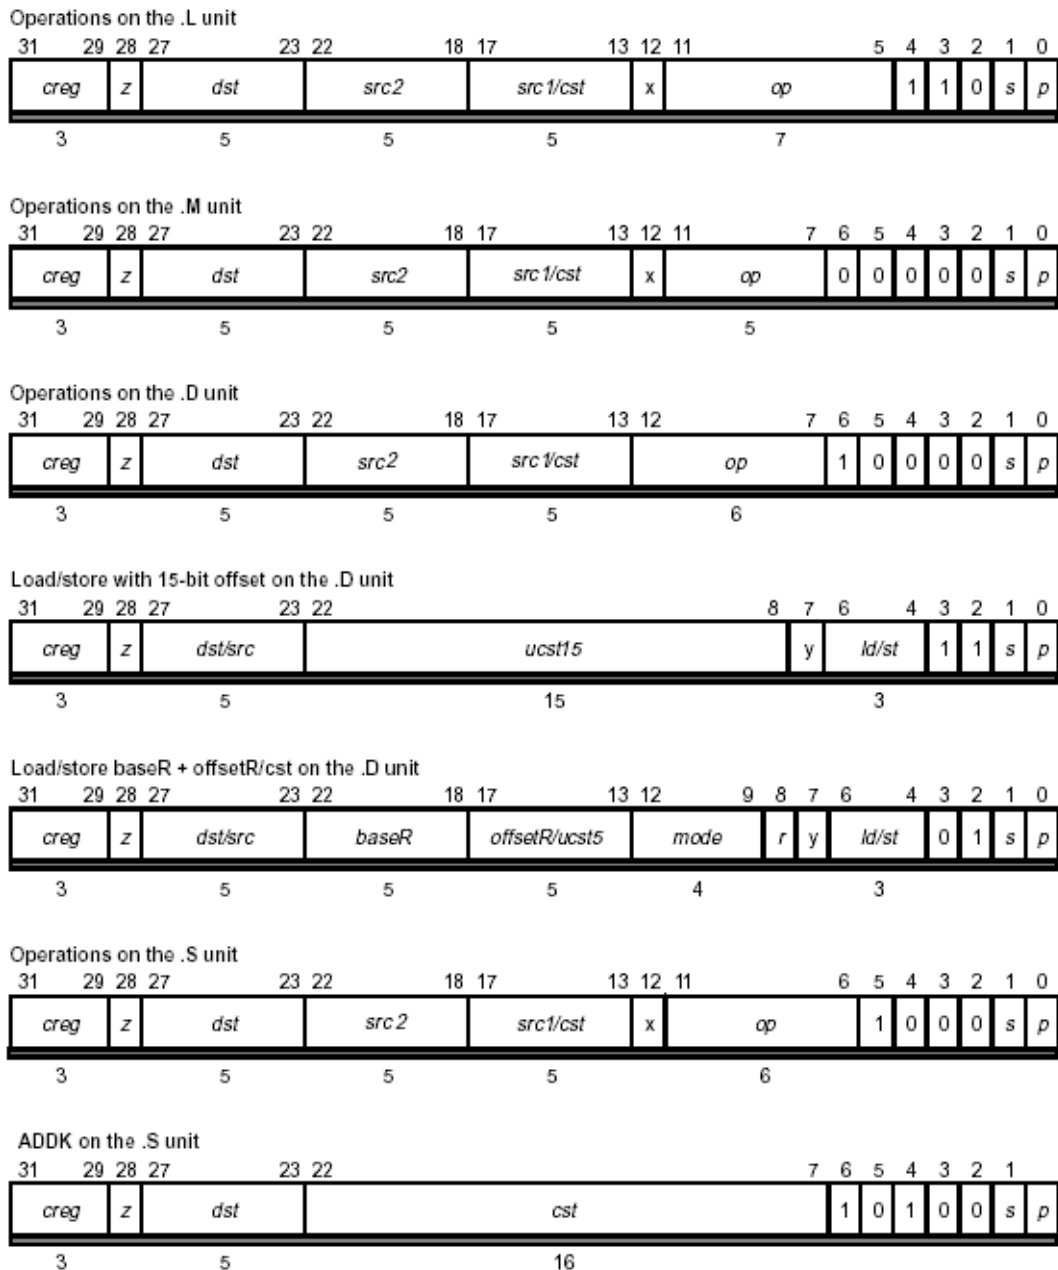 Operations on the .L unit
31 29 28 27 23 22 18 17 13 12 11 5 4 3 2 1 0
creg z dst src2 src1/cst x op 1 1 0 s p
3 5 5 5 7
Operations on the .M unit
31 29 28 27 23 22 18 17 13 12 11 7 6 5 4 3 2 1 0
creg z dst src2 src1/cst x op 0 0 0 0 0 s p
3 5 5 5 5
Operations on the .D unit
31 29 28 27 23 22 18 17 13 12 7 6 5 4 3 2 1 0
creg z dst src2 src1/cst op 1 0 0 0 0 s p
3 5 5 5 6
Load/store with 15-bit offset on the .D unit
31 29 28 27 23 22 8 7 6 4 3 2 1 0
creg z dst/src ucst15 y ld/st 1 1 s p
3 5 15 3
Load/store baseR + offsetR/cst on the .D unit
31 29 28 27 23 22 18 17 13 12 9 8 7 6 4 3 2 1 0
creg z dst/src baseR offsetR/ucst5 mode r y ld/st 0 1 s p
3 5 5 5 4 3
Operations on the .S unit
31 29 28 27 23 22 18 17 13 12 11 6 5 4 3 2 1 0
creg z dst src2 src1/cst x op 1 0 0 0 s p
3 5 5 5 6
ADDK on the .S unit
31 29 28 27 23 22 7 6 5 4 3 2 1
creg z dst cst 1 0 1 0 0 s p
3 5 16